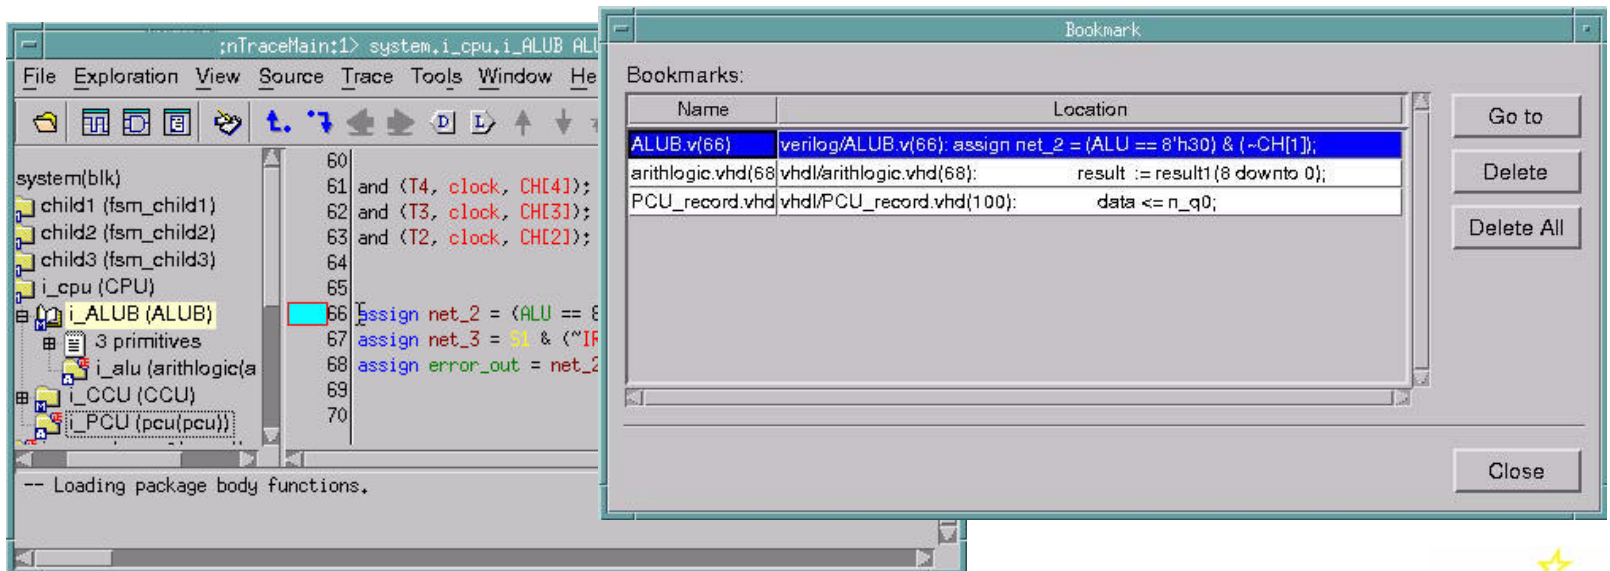 ;nTraceMain:1> system.i_cpu.i_ALUB
File Exploration View Source Trace Tools Window
system(blk)
child1 (fsm_child1)
child2 (fsm_child2)
child3 (fsm_child3)
i_cpu (CPU)
i_ALUB (ALUB)
3 primitives
i_alu (arithlogic(a
i_CCU (CCU)
i_PCU (pcu(pcu))
60
61 and (T4, clock, CH[4]);
62 and (T3, clock, CH[3]);
63 and (T2, clock, CH[2]);
64
65
66 assign net_2 = (ALU == 8
67 assign net_3 = S1 & (~IR
68 assign error_out = net_2
69
70
-- Loading package body functions.
Bookmark
Bookmarks:
Name Location
ALUB.v(66) verilog/ALUB.v(66): assign net_2 = (ALU == 8'h30) & (~CH[1]);
arithlogic.vhd(68 vhdl/arithlogic.vhd(68): result := result1(8 downto 0);
PCU_record.vhd vhdl/PCU_record.vhd(100): data <= n_q0;
Go to
Delete
Delete All
Close